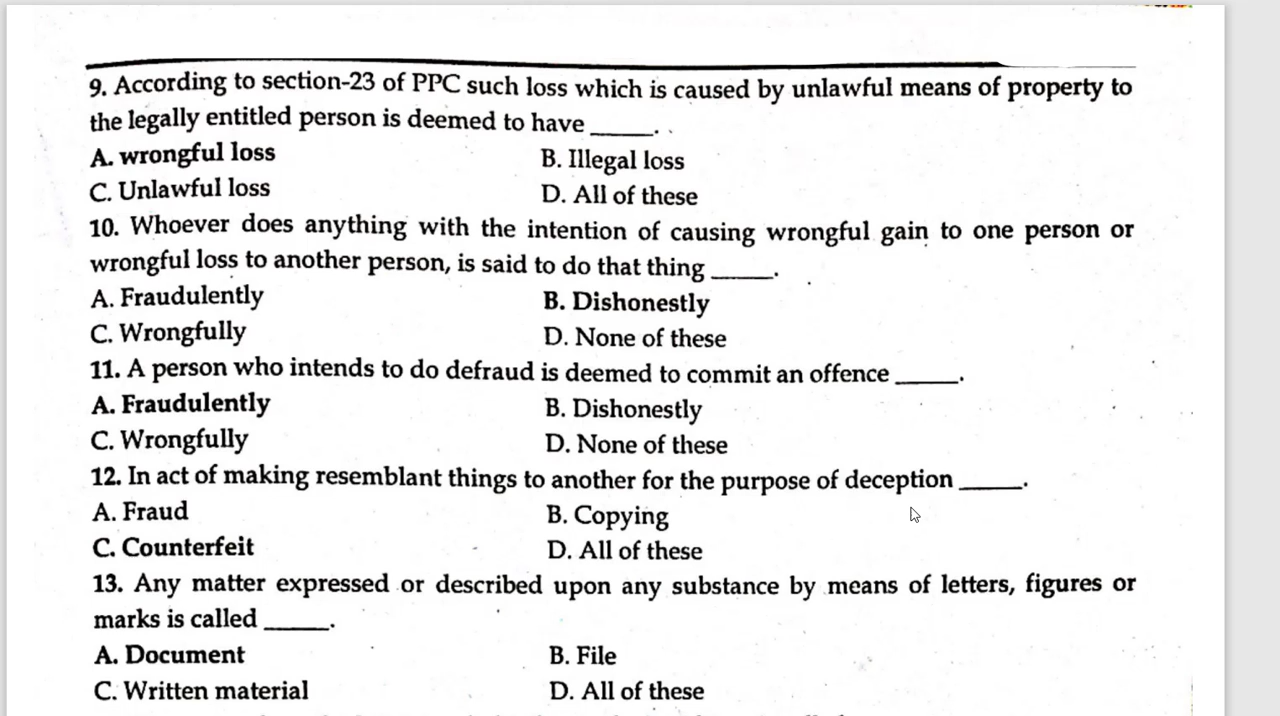 9. According to section-23 of PPC such loss which is caused by unlawful means of property to
the legally entitled person is deemed to have _____.
A. wrongful loss B. Illegal loss
C. Unlawful loss D. All of these
10. Whoever does anything with the intention of causing wrongful gain to one person or
wrongful loss to another person, is said to do that thing _____.
A. Fraudulently B. Dishonestly
C. Wrongfully D. None of these
11. A person who intends to do defraud is deemed to commit an offence _____.
A. Fraudulently B. Dishonestly
C. Wrongfully D. None of these
12. In act of making resemblant things to another for the purpose of deception _____.
A. Fraud B. Copying
C. Counterfeit D. All of these
13. Any matter expressed or described upon any substance by means of letters, figures or
marks is called _____.
A. Document B. File
C. Written material D. All of these